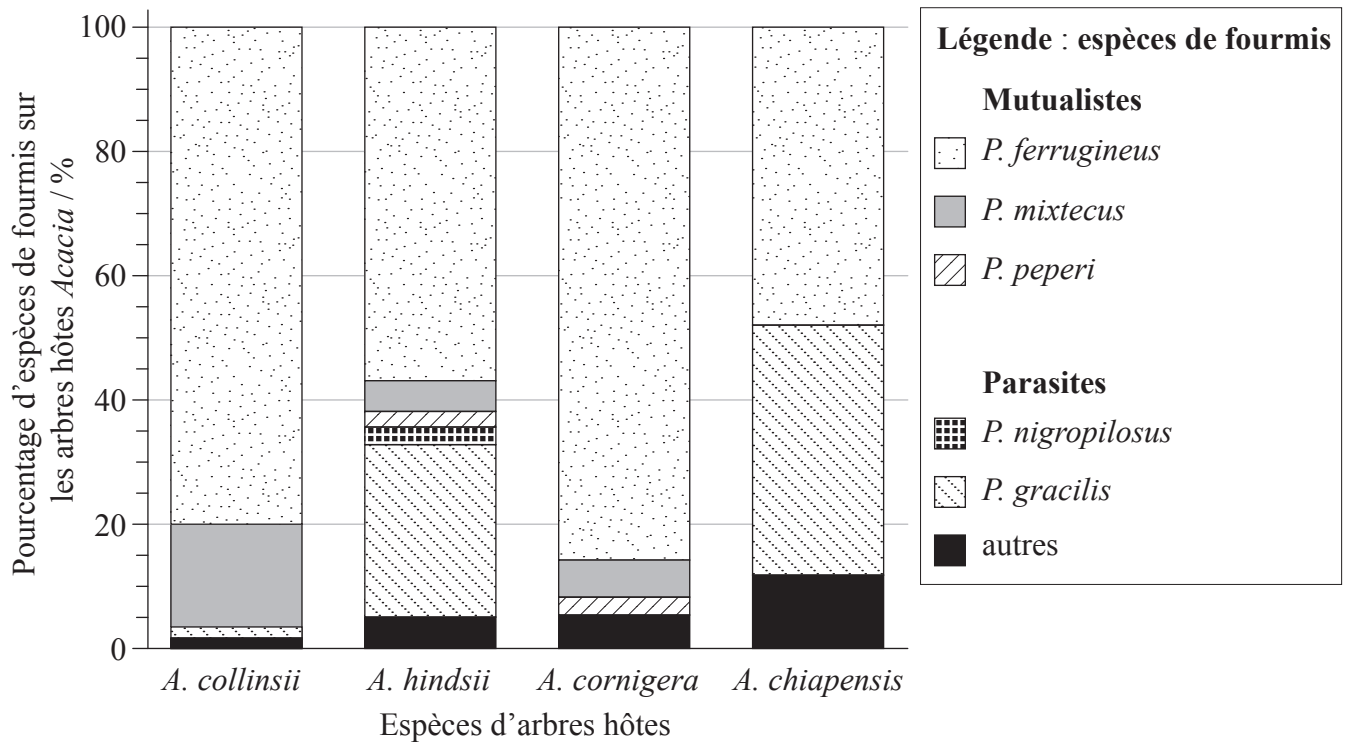 Pourcentage d'espèces de fourmis sur
les arbres hôtes Acacia / %
100
80
60
40
20
0
A. collinsii
A. hindsii
A. cornigera
A. chiapensis
Espèces d'arbres hôtes
Légende : espèces de fourmis
Mutualistes
P. ferrugineus
P. mixtecus
P. peperi
Parasites
P. nigropilosus
P. gracilis
autres